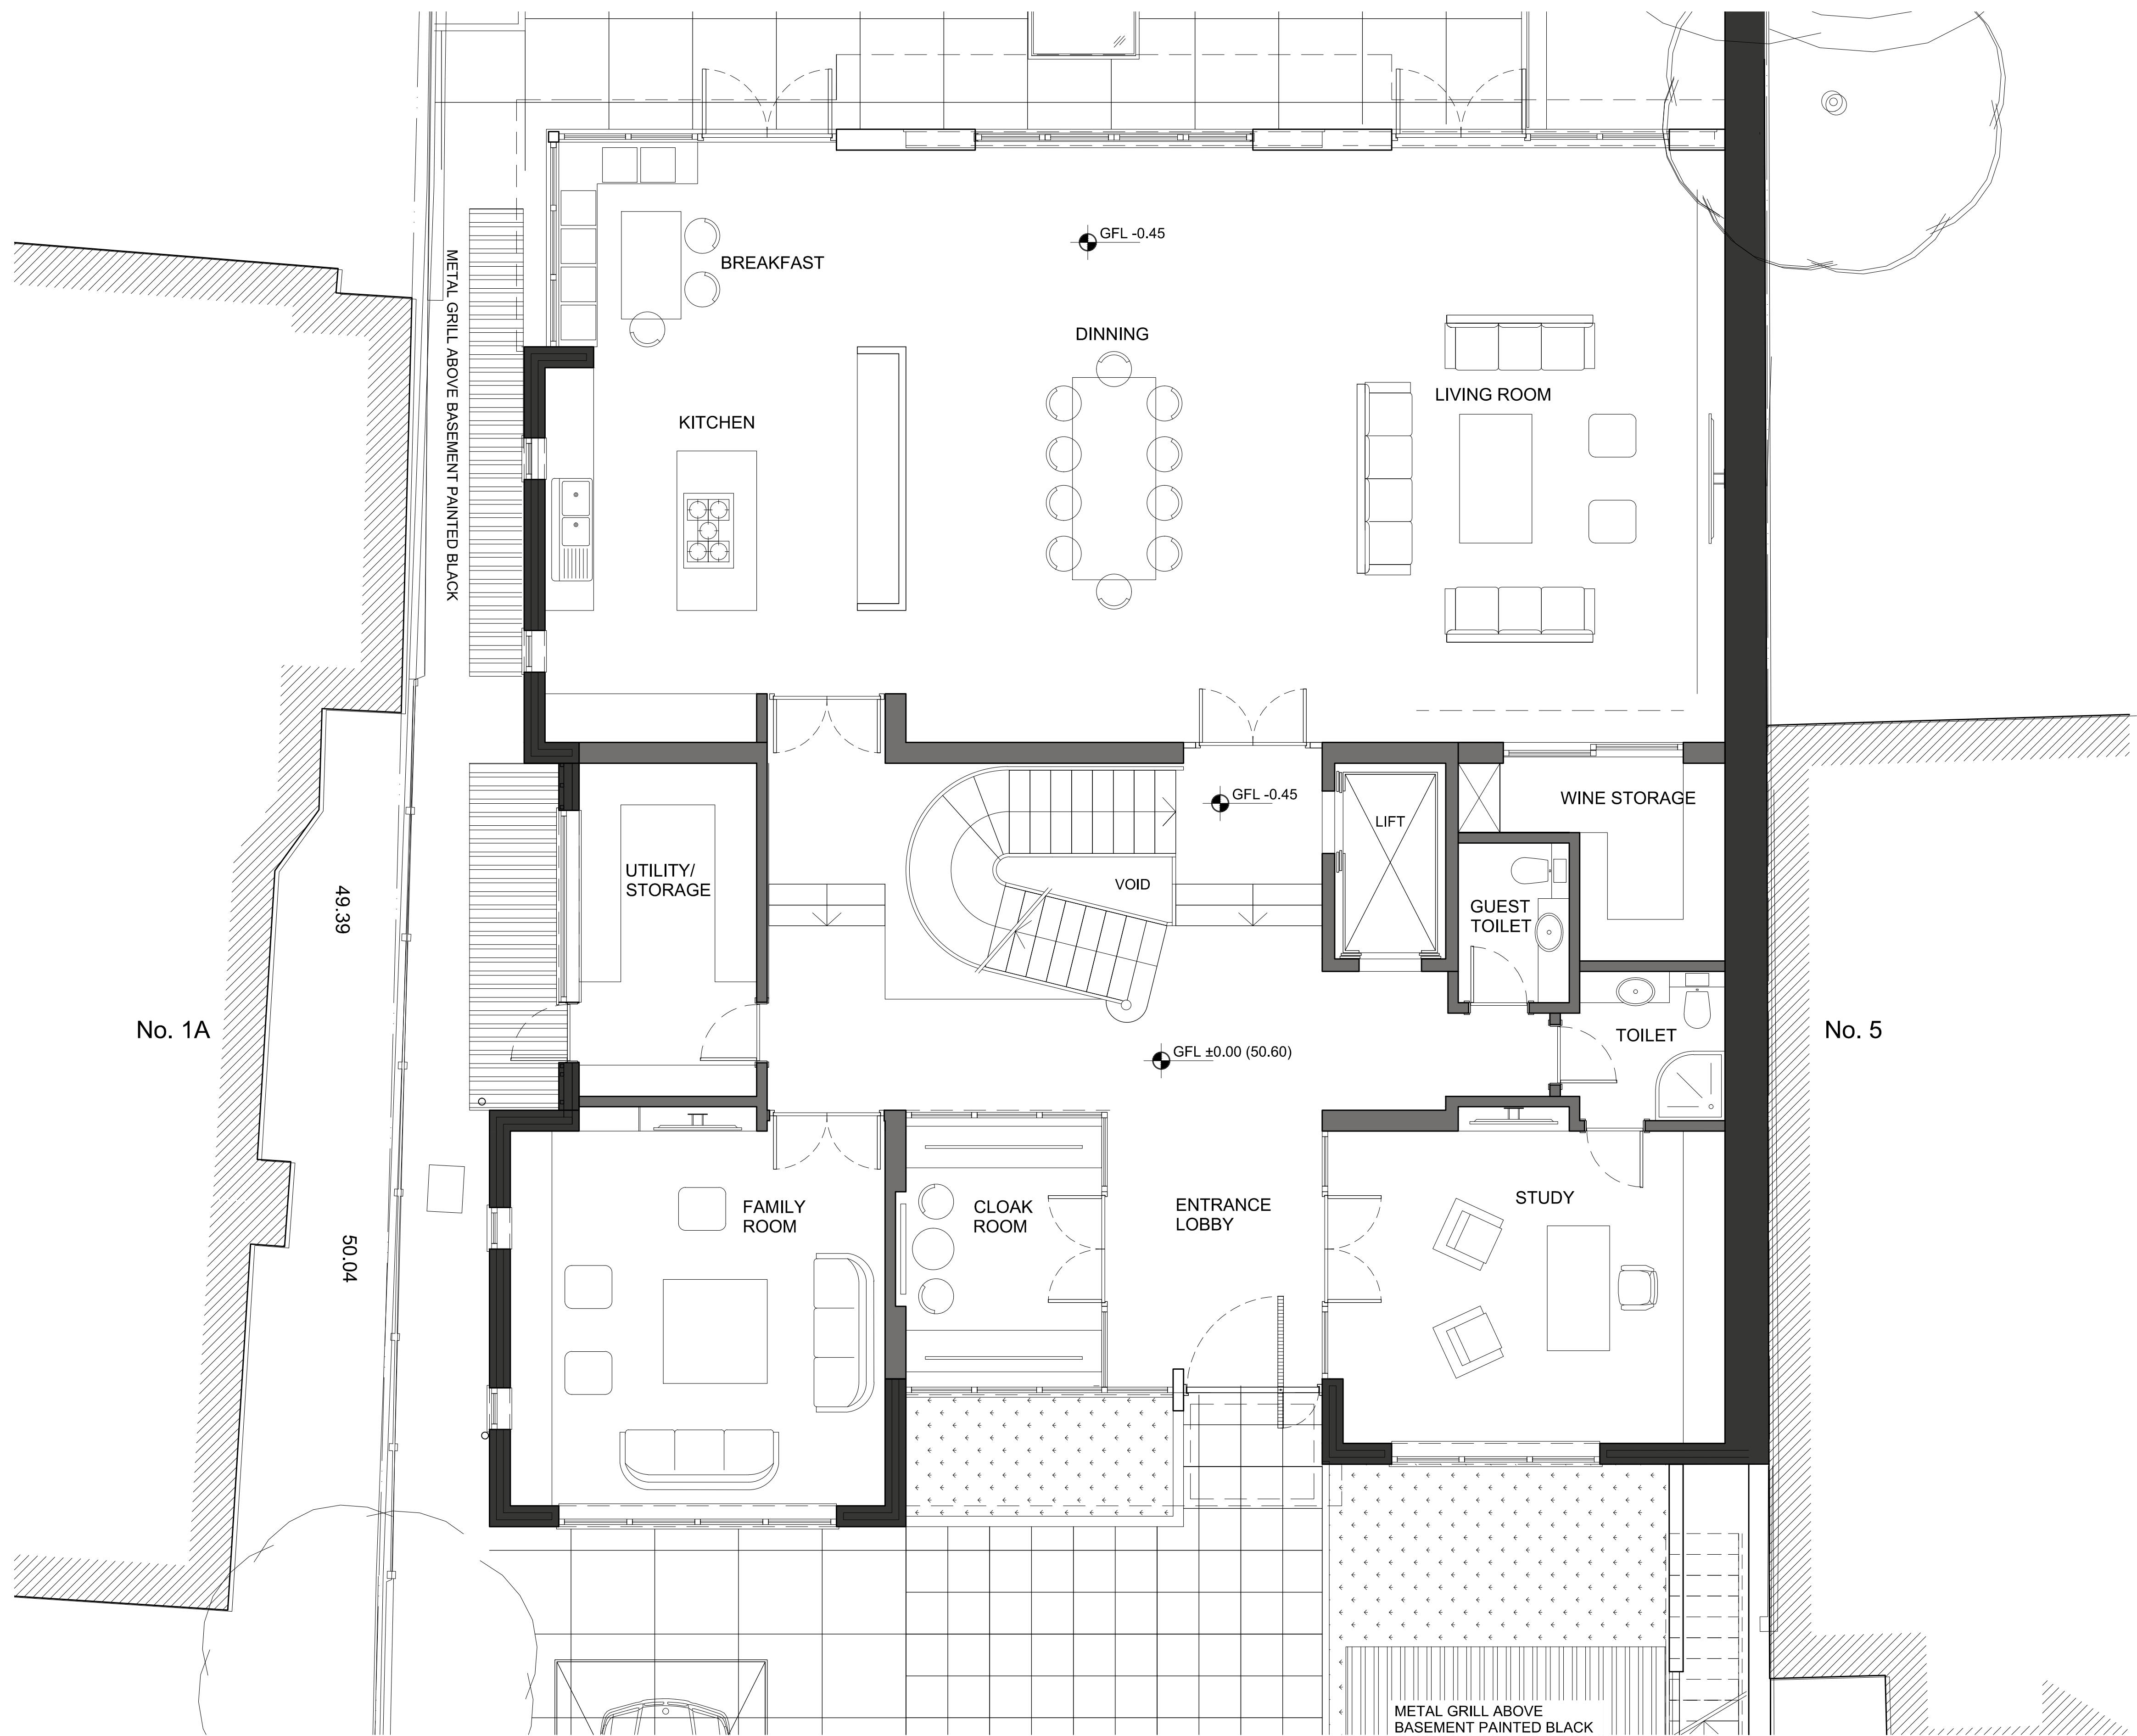 GFL -0.45
BREAKFAST
METAL GRILL ABOVE BASEMENT PAINTED BLACK
DINNING
LIVING ROOM
KITCHEN
GFL -0.45
WINE STORAGE
LIFT
UTILITY/
STORAGE
VOID
GUEST
TOILET
49.39
No. 1A
TOILET
No. 5
GFL ±0.00 (50.60)
FAMILY
ROOM
CLOAK
ROOM
ENTRANCE
LOBBY
STUDY
50.04
METAL GRILL ABOVE
BASEMENT PAINTED BLACK